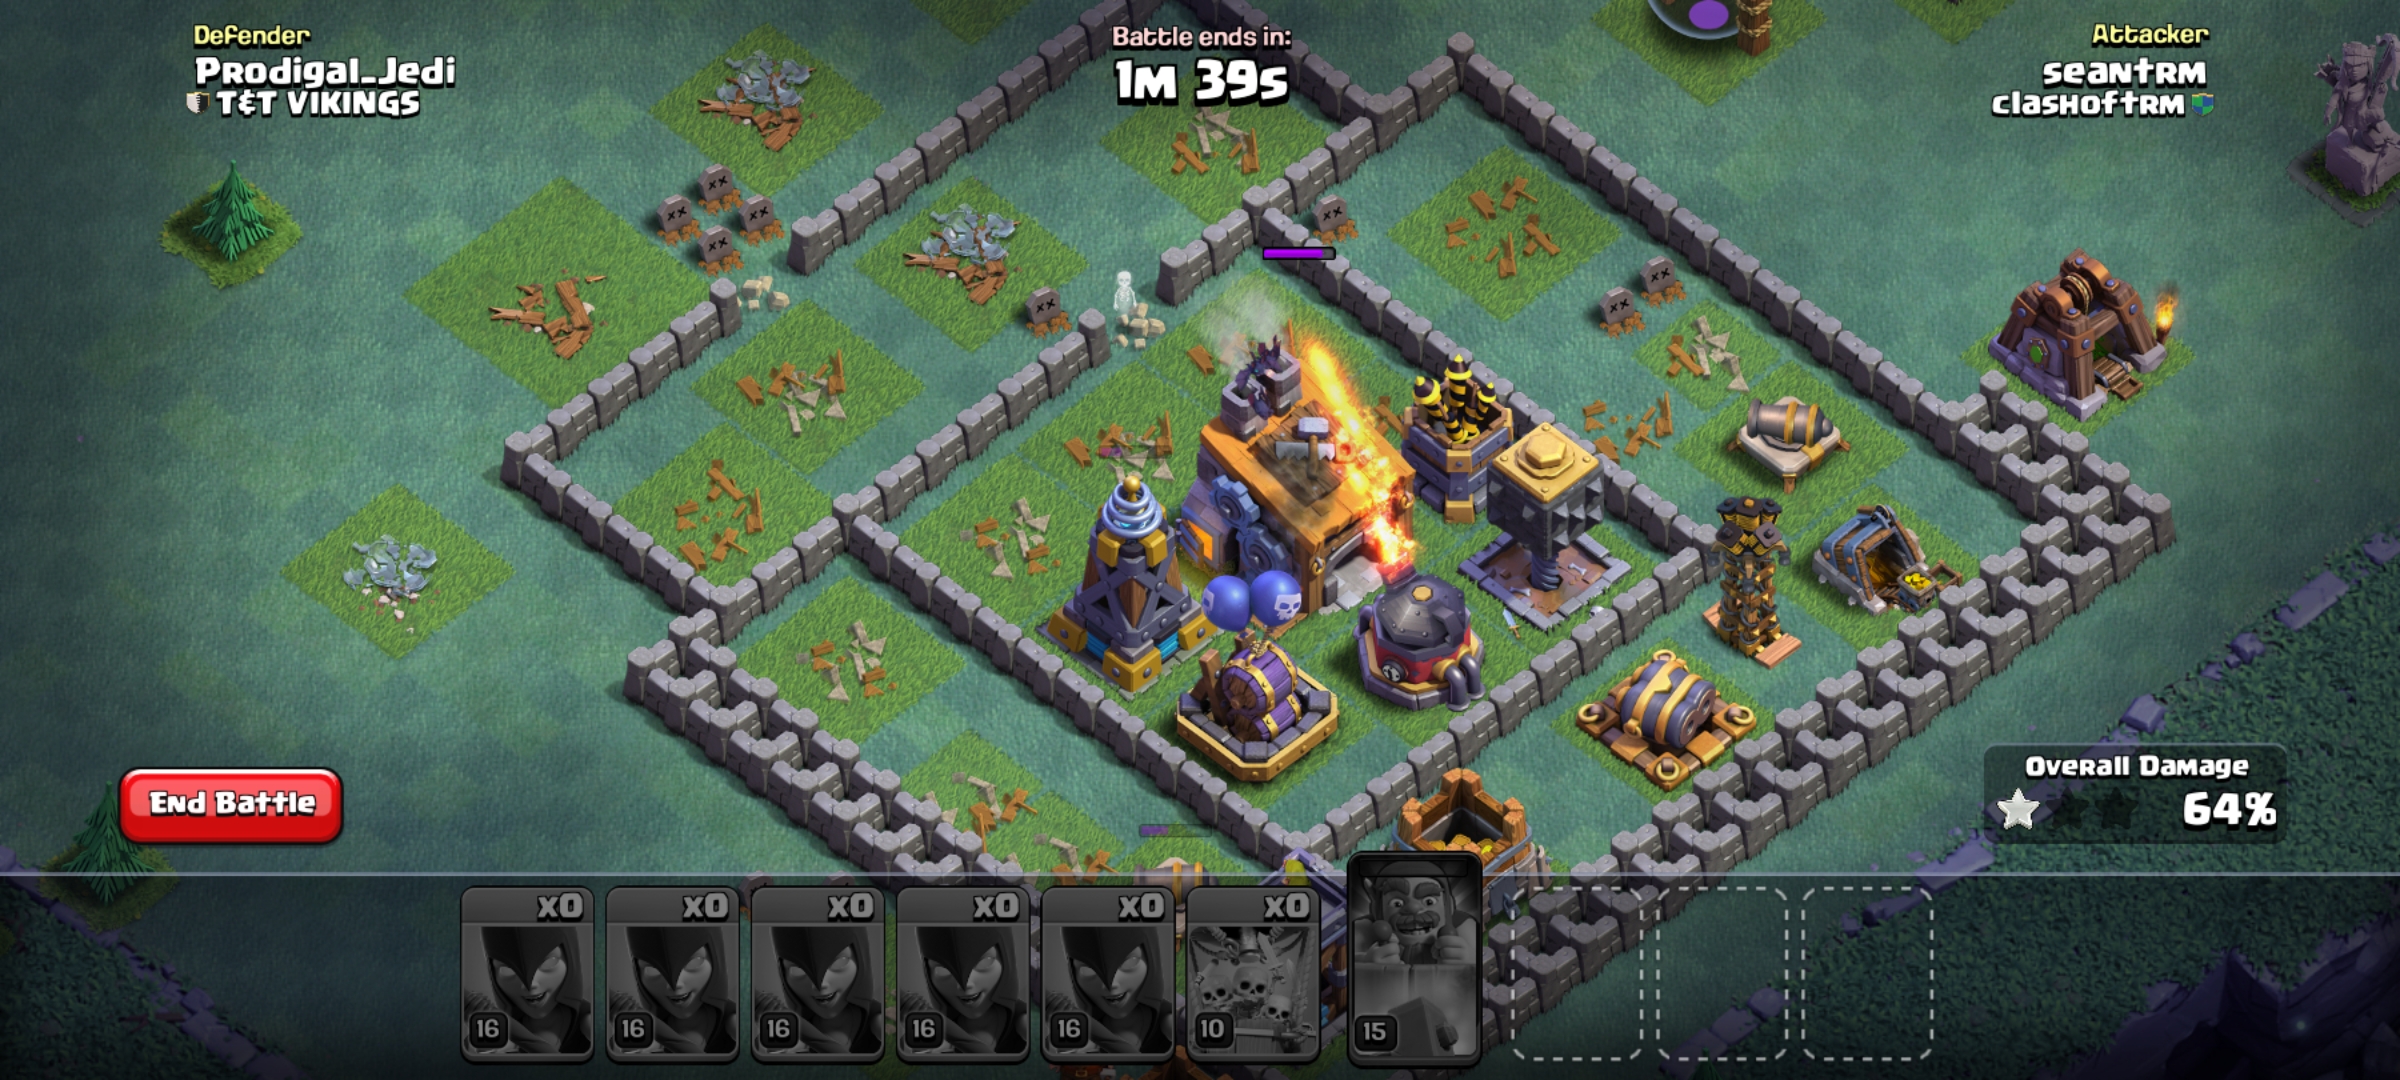 Defender
Prodigal_Jedi
T&T VIKINGS
Battle ends in:
1M 39s
Attacker
seantrm
clashoftrm
End Battle
Overall Damage
64%
x0
x0
x0
x0
x0
x0
16
16
16
16
16
10
15